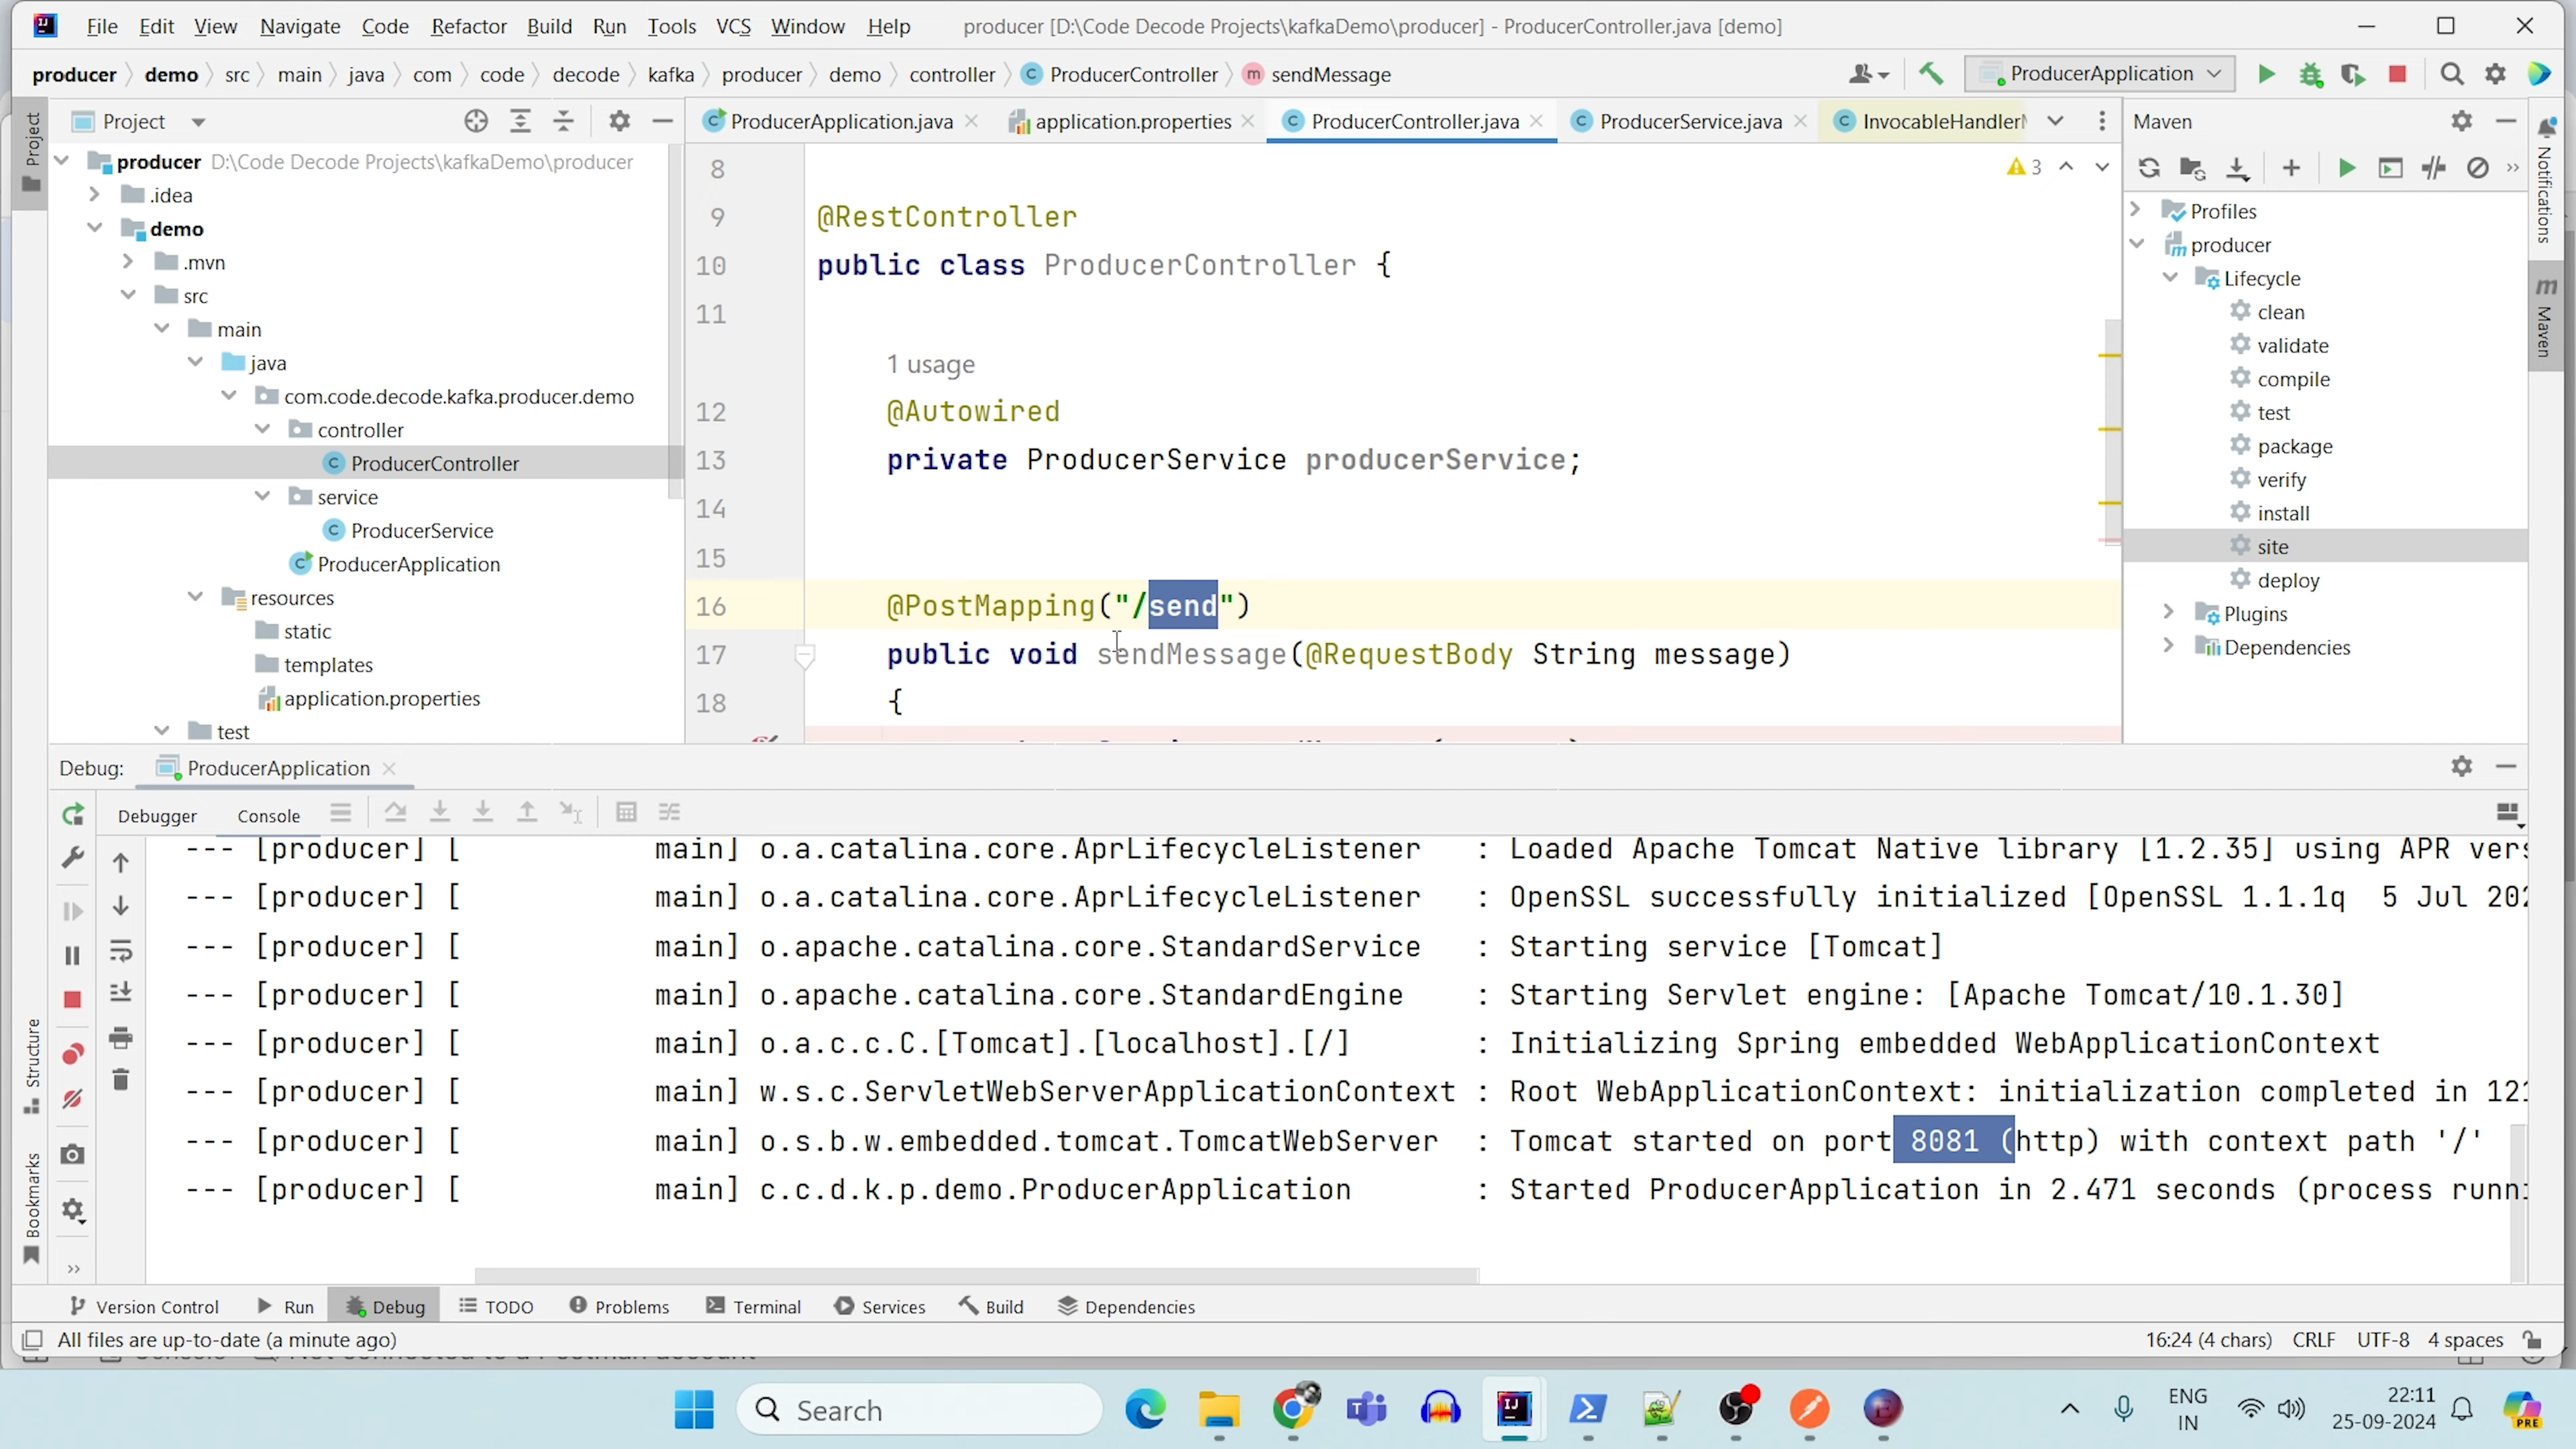 File Edit View Navigate Code Refactor Build Run Tools VCS Window Help producer [D:\Code Decode Projects\kafkaDemo\producer] - ProducerController.java [demo]
producer demo src main java com code decode kafka producer demo controller ProducerController sendMessage ProducerApplication
Project
Project
ProducerApplication.java application.properties ProducerController.java ProducerService.java InvocableHandler
Maven
Notifications
Maven
producer D:\Code Decode Projects\kafkaDemo\producer
.idea
demo
.mvn
src
main
java
com.code.decode.kafka.producer.demo
controller
ProducerController
service
ProducerService
ProducerApplication
resources
static
templates
application.properties
test
3
8
9 @RestController
10 public class ProducerController {
11
1 usage
12 @Autowired
13 private ProducerService producerService;
14
15
16 @PostMapping("/send")
17 public void sendMessage(@RequestBody String message)
18 {
Profiles
producer
Lifecycle
clean
validate
compile
test
package
verify
install
site
deploy
Plugins
Dependencies
Debug: ProducerApplication
Debugger Console
--- [producer] [ main] o.a.catalina.core.AprLifecycleListener : Loaded Apache Tomcat Native library [1.2.35] using APR vers
--- [producer] [ main] o.a.catalina.core.AprLifecycleListener : OpenSSL successfully initialized [OpenSSL 1.1.1q 5 Jul 202
--- [producer] [ main] o.apache.catalina.core.StandardService : Starting service [Tomcat]
--- [producer] [ main] o.apache.catalina.core.StandardEngine : Starting Servlet engine: [Apache Tomcat/10.1.30]
--- [producer] [ main] o.a.c.c.C.[Tomcat].[localhost].[/] : Initializing Spring embedded WebApplicationContext
--- [producer] [ main] w.s.c.ServletWebServerApplicationContext : Root WebApplicationContext: initialization completed in 121
--- [producer] [ main] o.s.b.w.embedded.tomcat.TomcatWebServer : Tomcat started on port 8081 (http) with context path '/'
--- [producer] [ main] c.c.d.k.p.demo.ProducerApplication : Started ProducerApplication in 2.471 seconds (process runn
Structure
Bookmarks
Version Control Run Debug TODO Problems Terminal Services Build Dependencies
All files are up-to-date (a minute ago) 16:24 (4 chars) CRLF UTF-8 4 spaces
Search
ENG
IN
22:11
25-09-2024
PRE